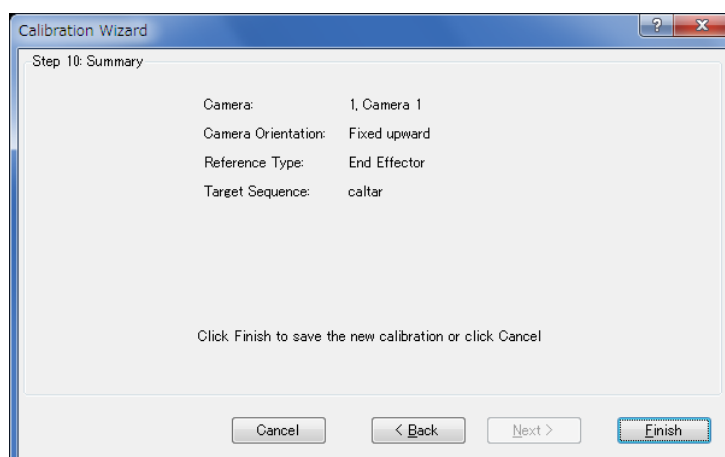 Calibration Wizard
Step 10: Summary
Camera: 1, Camera 1
Camera Orientation: Fixed upward
Reference Type: End Effector
Target Sequence: caltar
Click Finish to save the new calibration or click Cancel
Cancel < Back Next > Finish